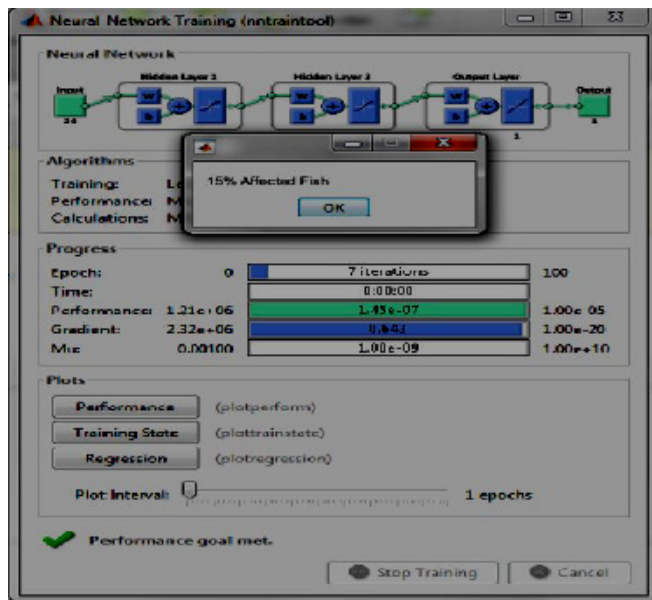 Neural Network Training (nntraintool)
Neural Network
Hidden Layer 1 Hidden Layer 2 Output Layer
Input Output
W W W
b b b
1
Algorithms
15% Affected Fish
Training:
Performance: M
Calculations: M
OK
Progress
Epoch: 0 7 iterations 100
Time: 0:00:00
Performance: 1.21e+06 1.00e-05
Gradient: 2.32e+06 0.643 1.00e-20
Mu: 0.00100 1.00e-09 1.00e+10
Plots
Performance (plotperform)
Training State (plottrainstate)
Regression (plotregression)
Plot Interval: 1 epochs
Performance goal met.
Stop Training Cancel